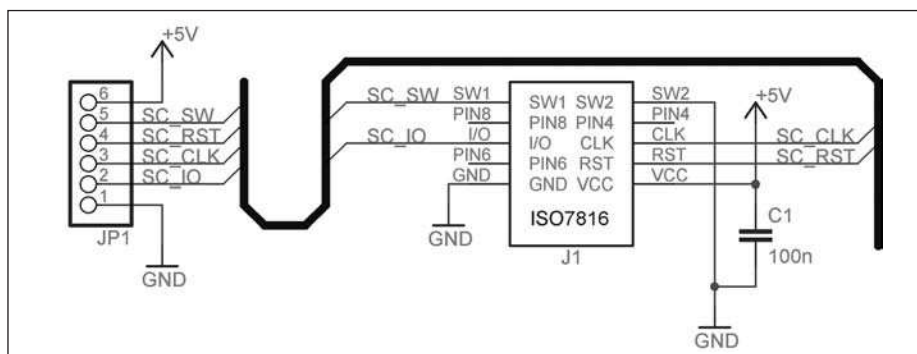 +5V
6
5 SC_SW
4 SC_RST
3 SC_CLK
2 SC_IO
1
JP1
GND
SC_SW SW1
PIN8
SC_IO I/O
PIN6
GND
GND
SW1 SW2
PIN8 PIN4
I/O CLK
PIN6 RST
GND VCC
ISO7816
J1
SW2
PIN4
CLK SC_CLK
RST SC_RST
VCC
+5V
C1
100n
GND